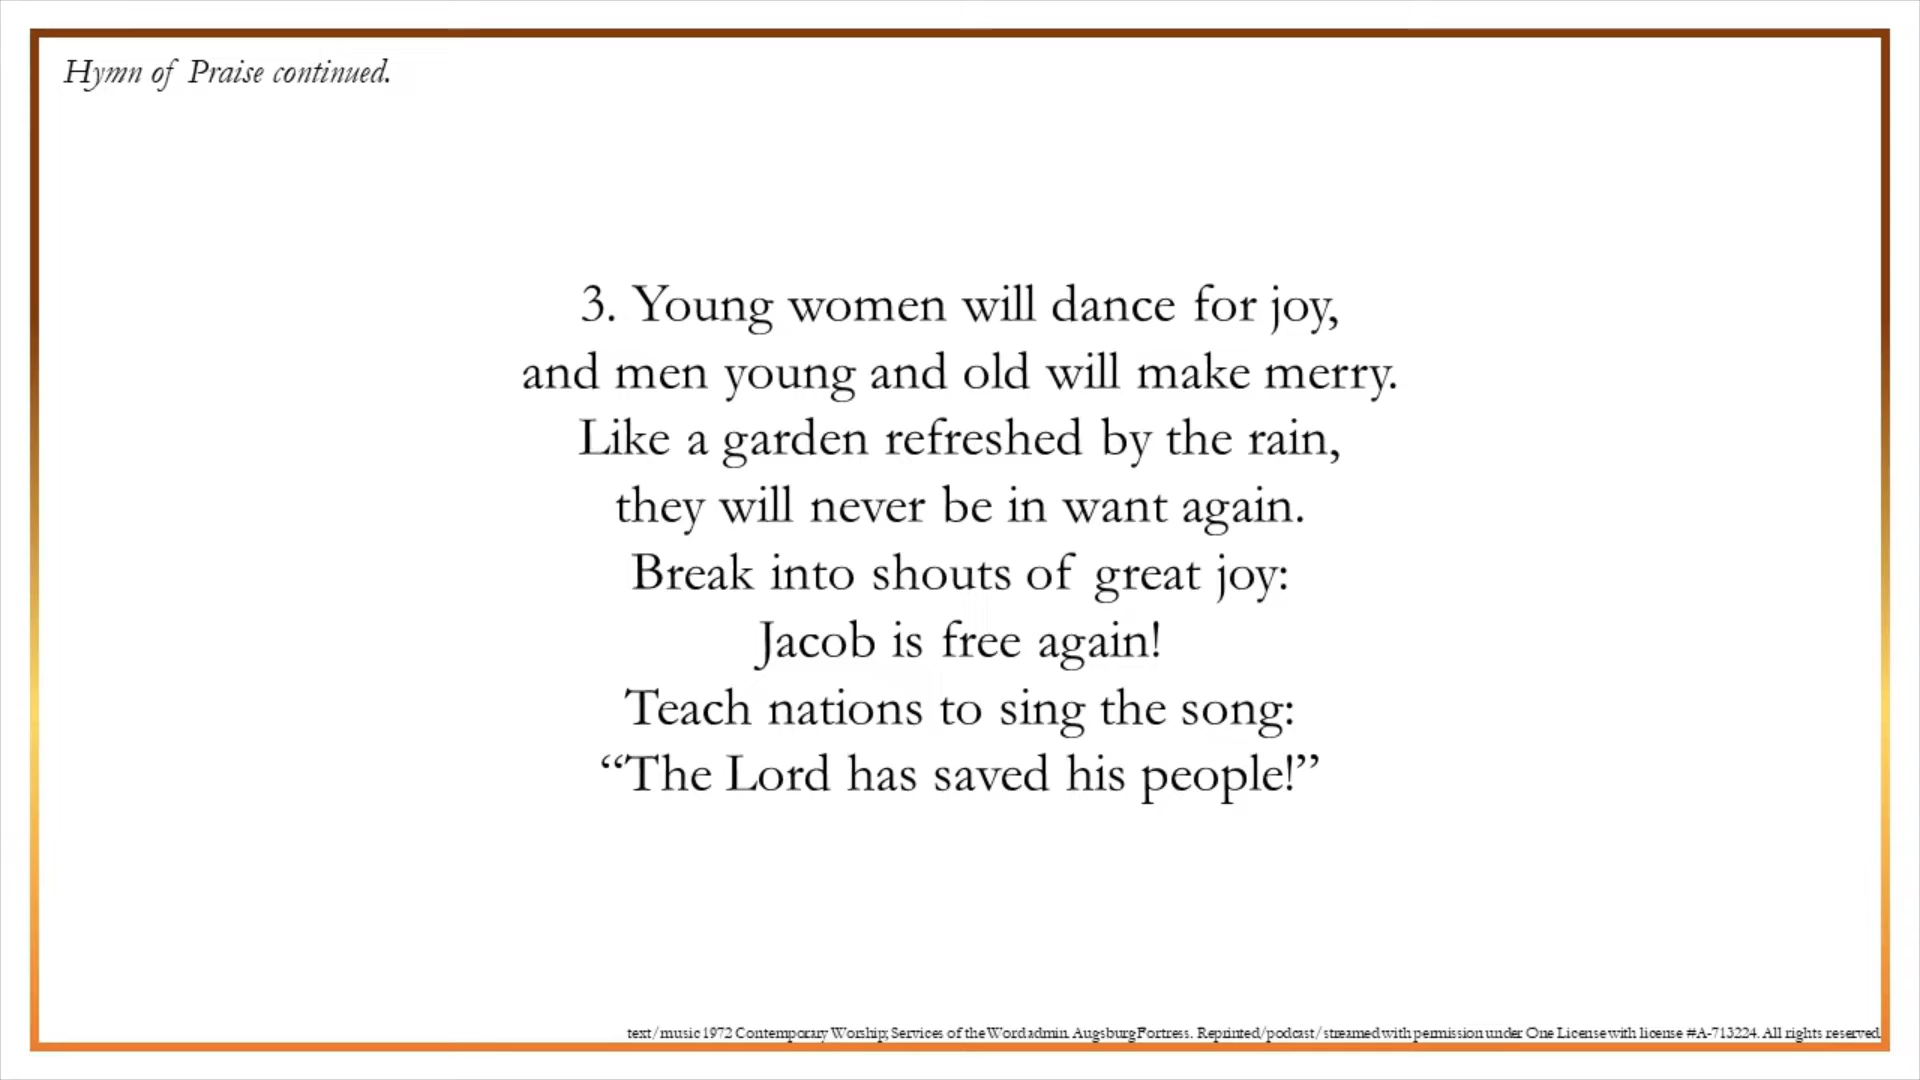 Hymn of Praise continued.
3. Young women will dance for joy,
and men young and old will make merry.
Like a garden refreshed by the rain,
they will never be in want again.
Break into shouts of great joy:
Jacob is free again!
Teach nations to sing the song:
“The Lord has saved his people!”
text/music 1972 Contemporary Worship; Services of the Word admin. Augsburg Fortress. Reprinted/podcast/streamed with permission under One License with license #A-713224. All rights reserved.